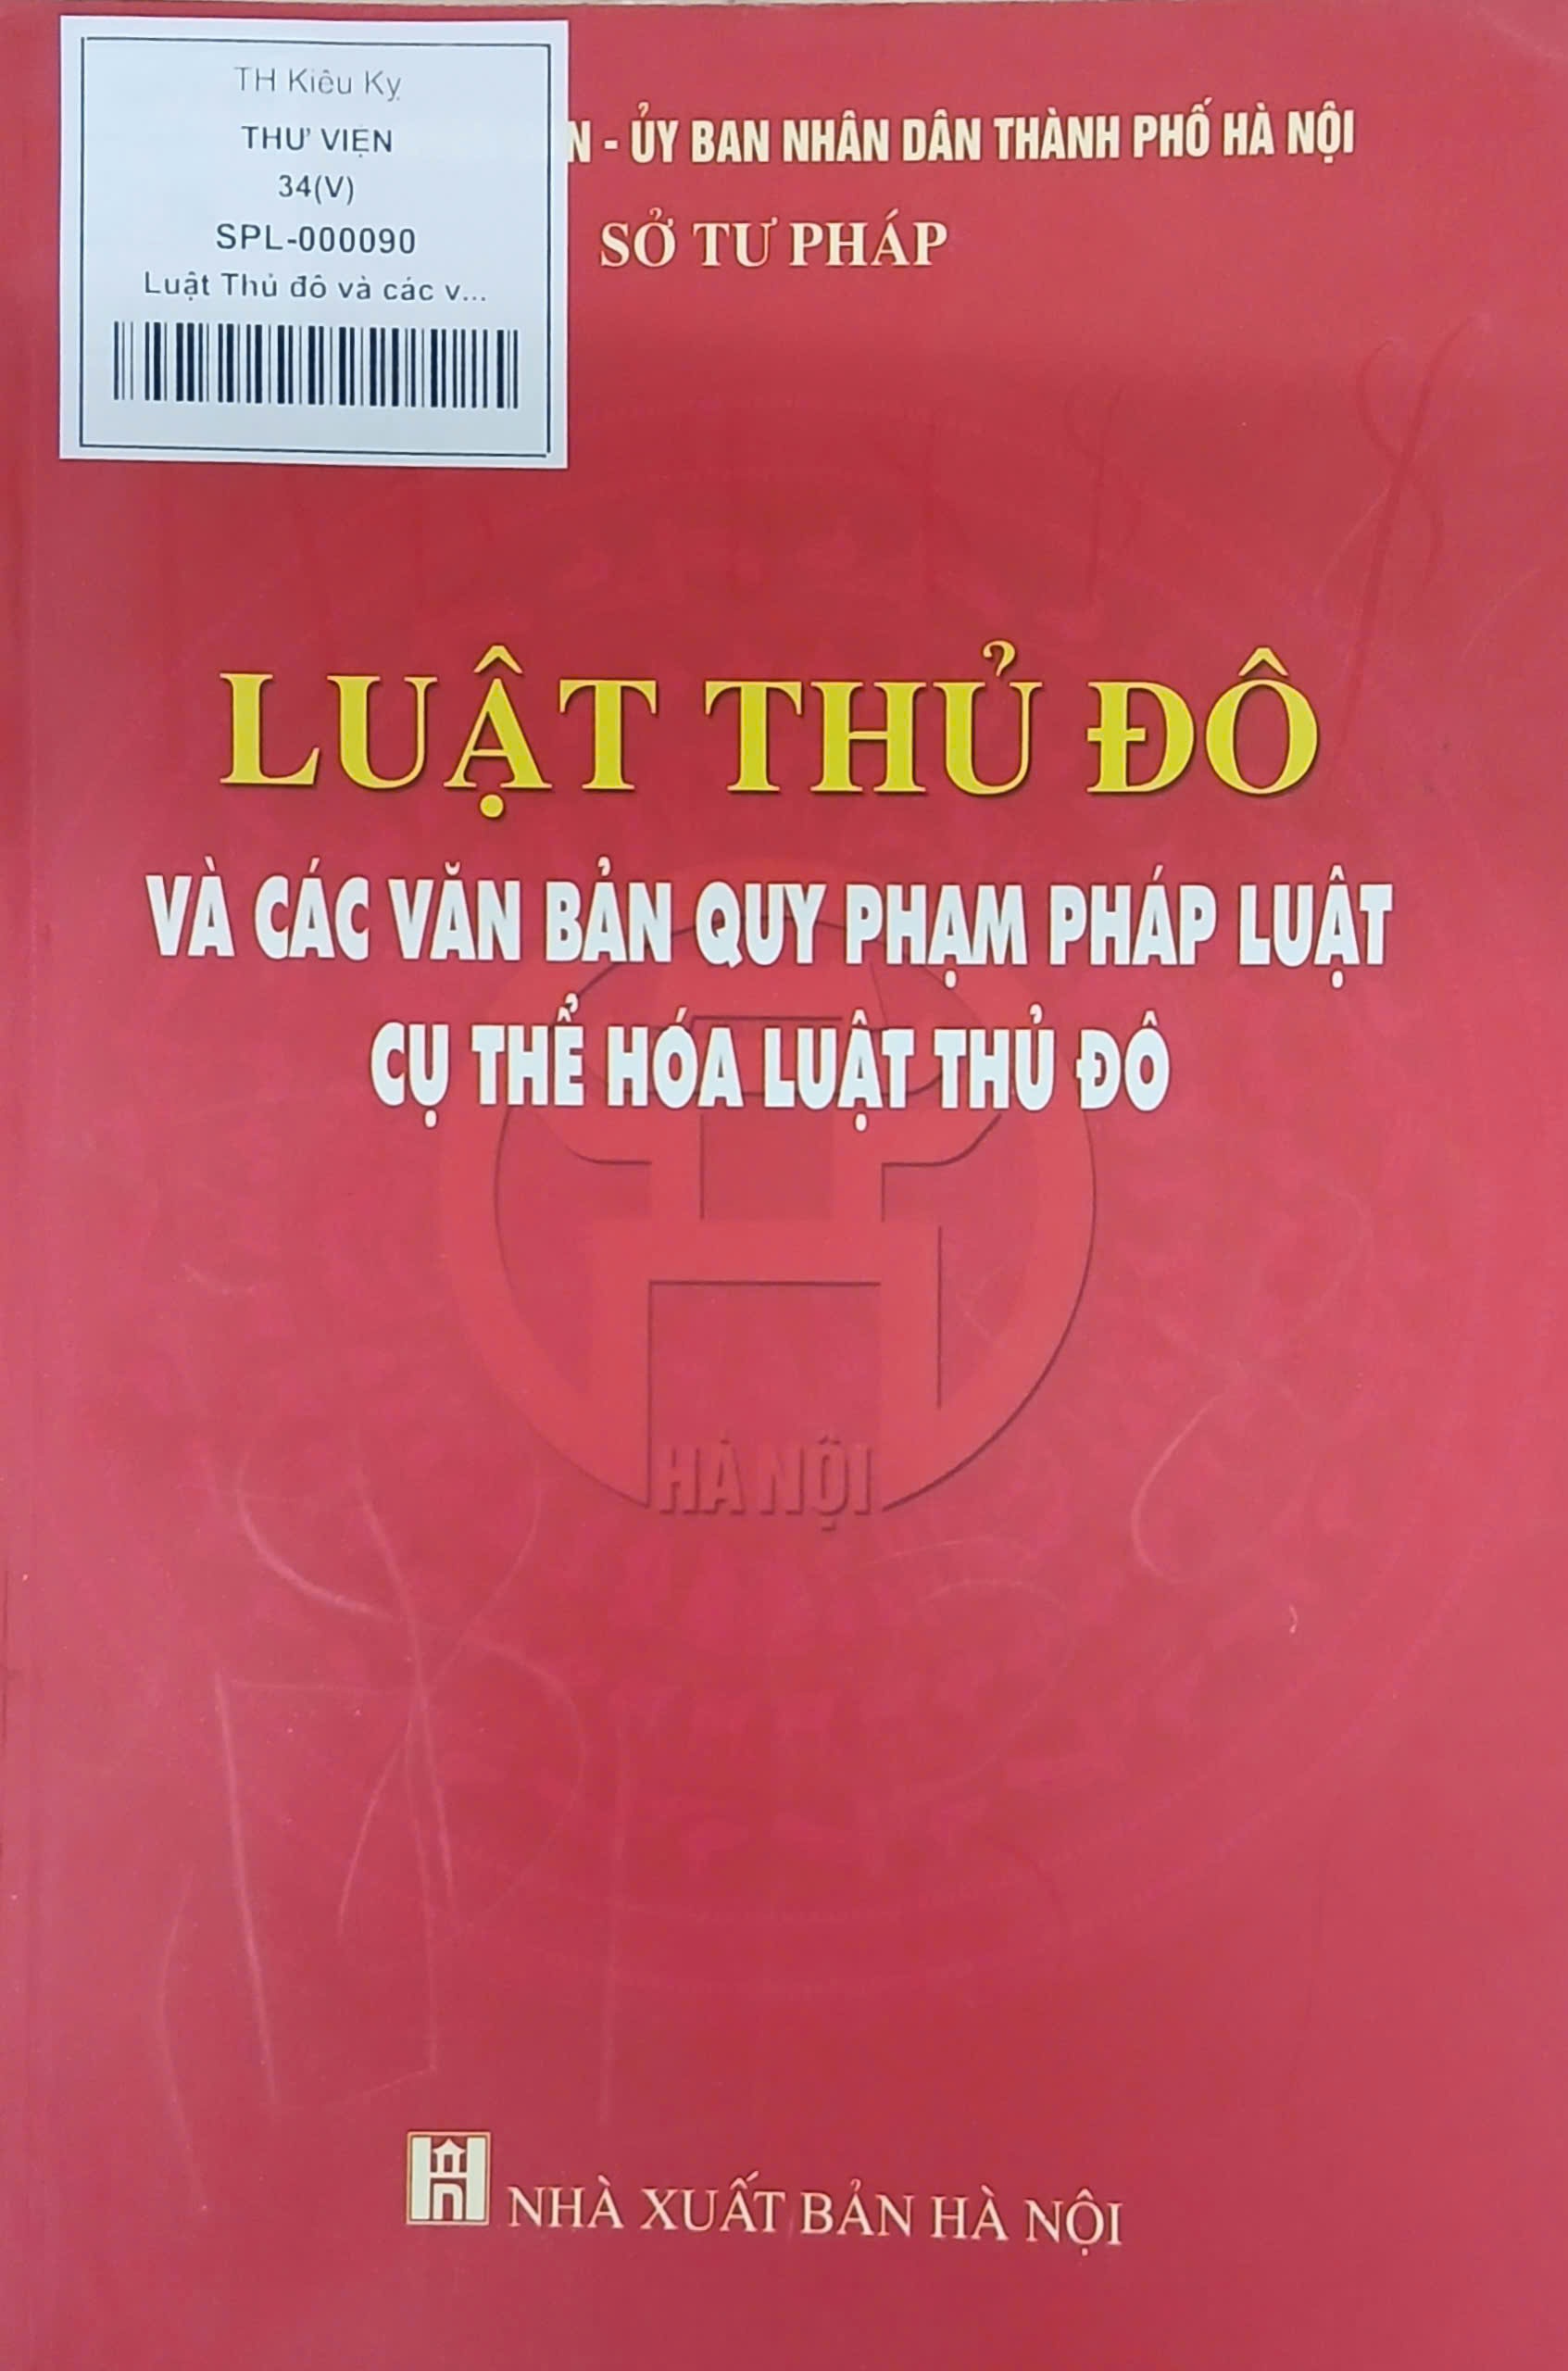 TH Kiêu Kỵ
THƯ VIỆN
34(V)
SPL-000090
Luật Thủ đô và các v...
- ỦY BAN NHÂN DÂN THÀNH PHỐ HÀ NỘI
SỞ TƯ PHÁP
LUẬT THỦ ĐÔ
VÀ CÁC VĂN BẢN QUY PHẠM PHÁP LUẬT
CỤ THỂ HÓA LUẬT THỦ ĐÔ
HÀ NỘI
NHÀ XUẤT BẢN HÀ NỘI